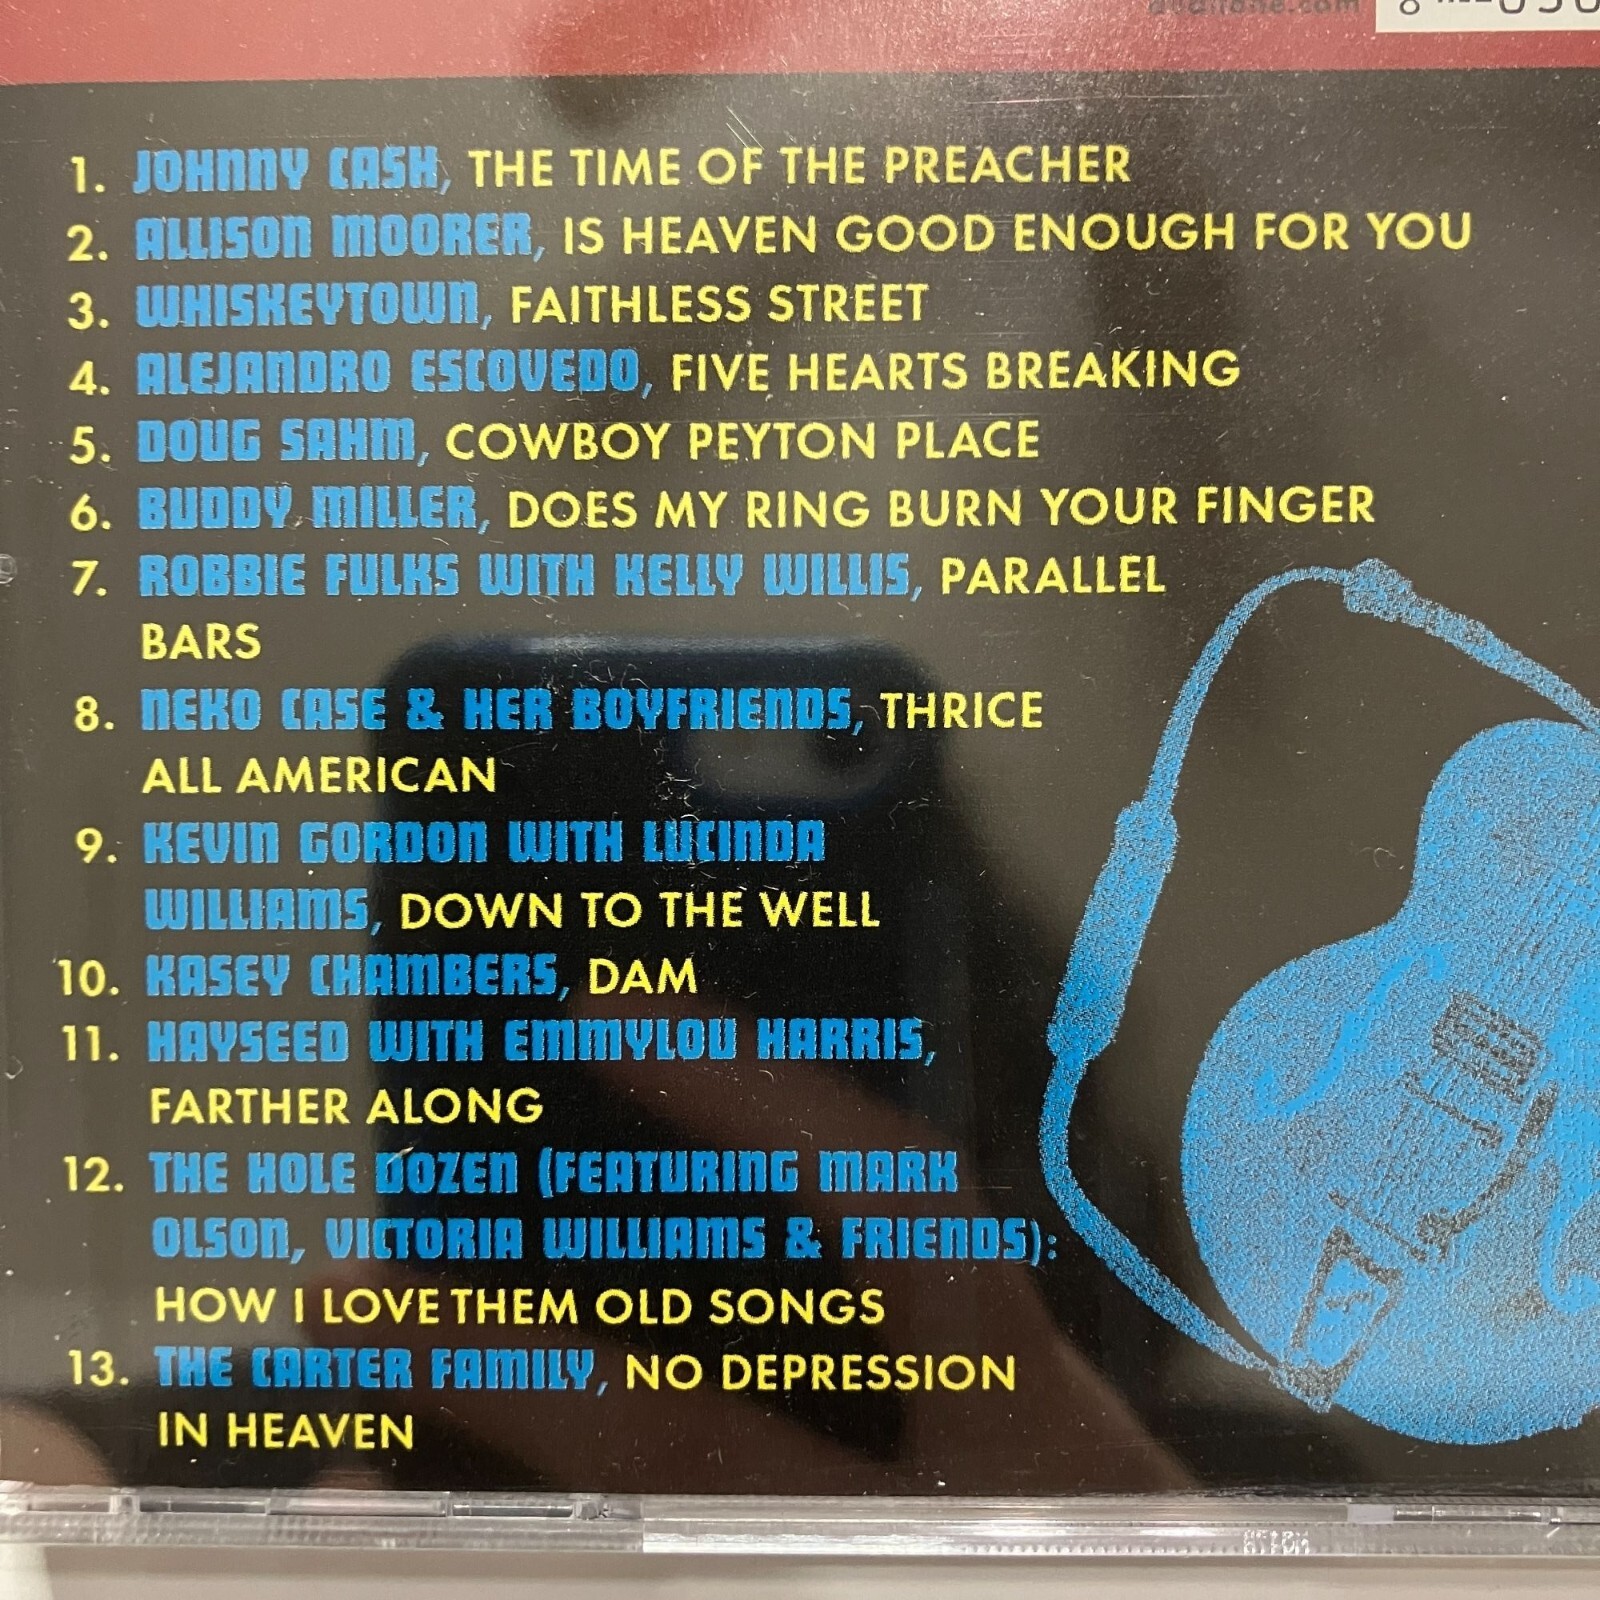 1. JOHNNY CASH, THE TIME OF THE PREACHER
2. ALLISON MOORER, IS HEAVEN GOOD ENOUGH FOR YOU
3. WHISKEYTOWN, FAITHLESS STREET
4. ALEJANDRO ESCOVEDO, FIVE HEARTS BREAKING
5. DOUG SAHM, COWBOY PEYTON PLACE
6. BUDDY MILLER, DOES MY RING BURN YOUR FINGER
7. ROBBIE FULKS WITH KELLY WILLIS, PARALLEL
BARS
8. NEKO CASE & HER BOYFRIENDS, THRICE
ALL AMERICAN
9. KEVIN GORDON WITH LUCINDA
WILLIAMS, DOWN TO THE WELL
10. KASEY CHAMBERS, DAM
11. HAYSEED WITH EMMYLOU HARRIS,
FARTHER ALONG
12. THE HOLE DOZEN (FEATURING MARK
OLSON, VICTORIA WILLIAMS & FRIENDS):
HOW I LOVE THEM OLD SONGS
13. THE CARTER FAMILY, NO DEPRESSION
IN HEAVEN